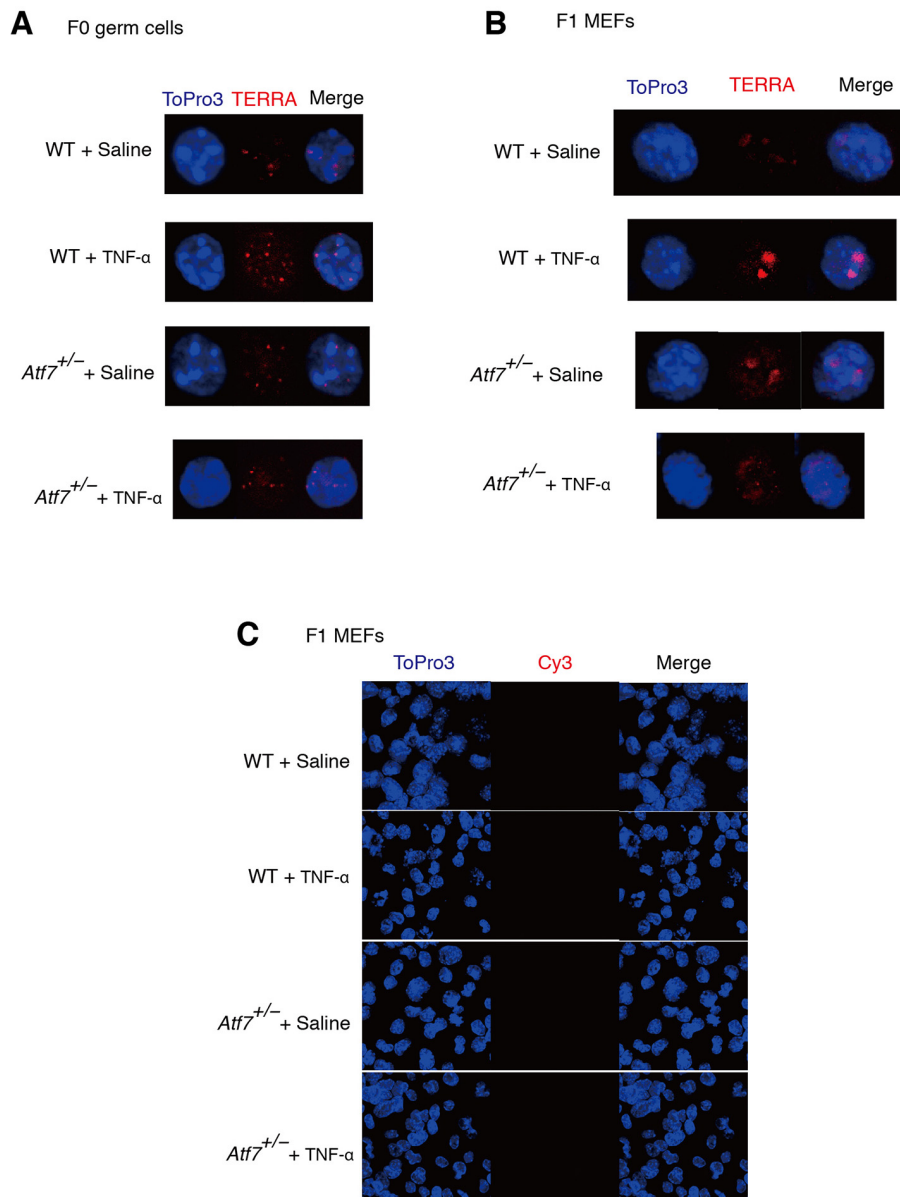 A F0 germ cells
ToPro3 TERRA Merge
WT + Saline
WT + TNF-α
Atf7+/– + Saline
Atf7+/– + TNF-α
B F1 MEFs
ToPro3 TERRA Merge
WT + Saline
WT + TNF-α
Atf7+/– + Saline
Atf7+/– + TNF-α
C F1 MEFs
ToPro3 Cy3 Merge
WT + Saline
WT + TNF-α
Atf7+/– + Saline
Atf7+/– + TNF-α